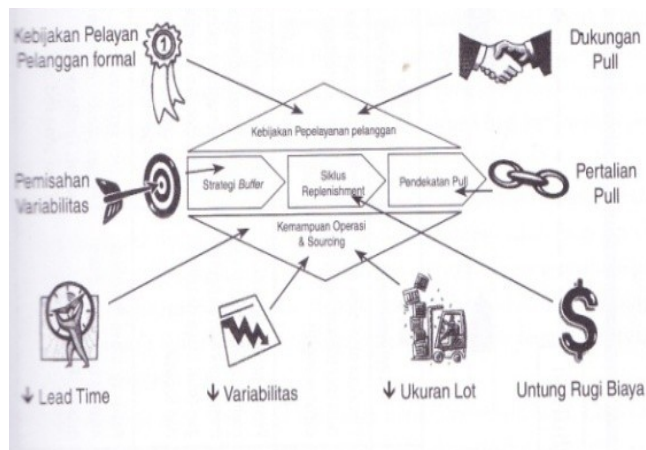 Kebijakan Pelayan
Pelanggan formal
1
Dukungan
Pull
Kebijakan Pepelayanan pelanggan
Pemisahan
Variabilitas
Strategi Buffer
Siklus
Replenishment
Pendekatan Pull
Pertalian
Pull
Kemampuan Operasi
& Sourcing
↓ Lead Time
↓ Variabilitas
↓ Ukuran Lot
$
Untung Rugi Biaya